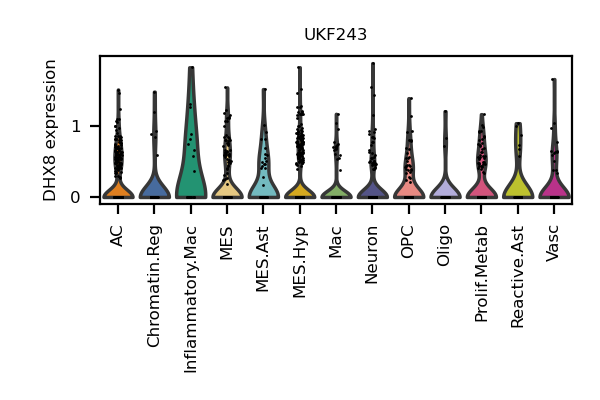 UKF243
DHX8 expression
1
0
AC
Chromatin.Reg
Inflammatory.Mac
MES
MES.Ast
MES.Hyp
Mac
Neuron
OPC
Oligo
Prolif.Metab
Reactive.Ast
Vasc